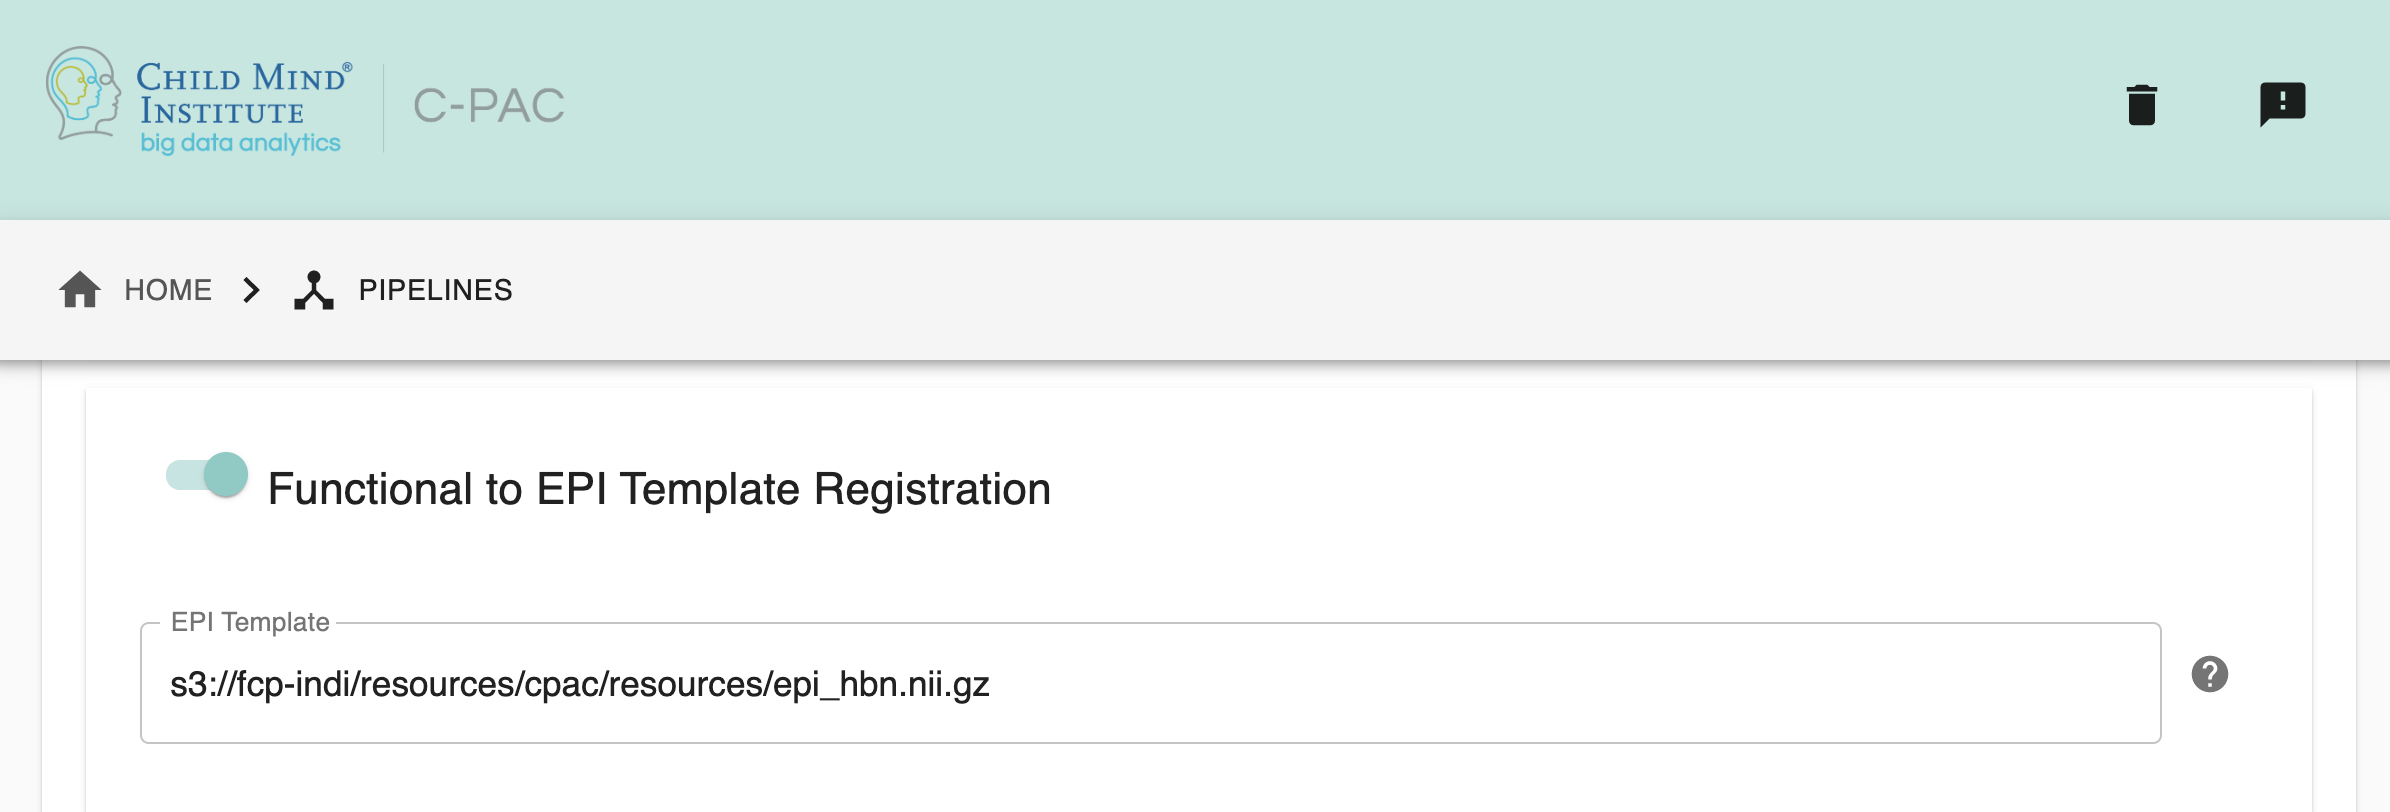 CHILD MIND®
INSTITUTE
big data analytics
C-PAC
HOME
PIPELINES
Functional to EPI Template Registration
EPI Template
s3://fcp-indi/resources/cpac/resources/epi_hbn.nii.gz